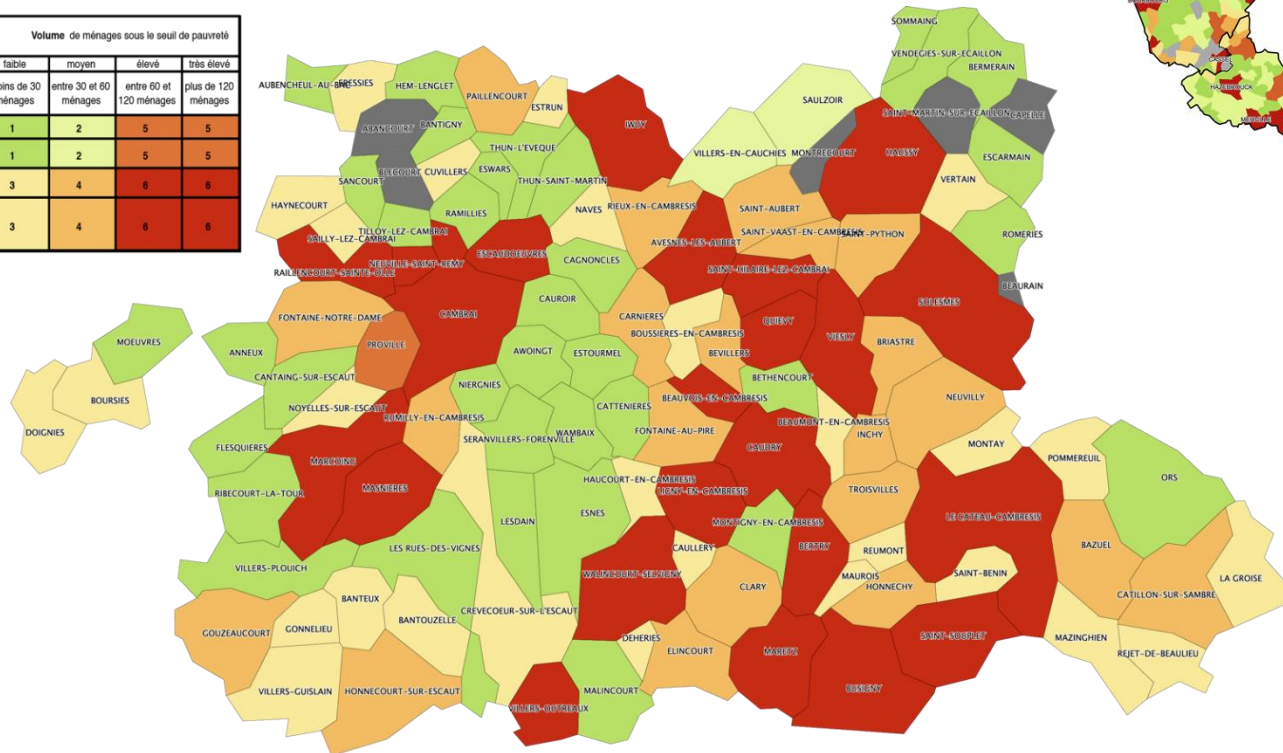 Volume de ménages sous le seuil de pauvreté
faible moyen élevé très élevé
entre 30 et 60 ménages
entre 60 et 120 ménages
plus de 120 ménages
1 2 5 5
1 2 5 5
3 4 6 6
3 4 6 6
SOMMAING
VENDEGIES-SUR-ECAILLON
BERMERAIN
CASSEL
HAZEBROUCK
MERVILLE
AUBENCHEUL-AU-BAC
FRESSIES
HEM-LENGLET
PAILLENCOURT
ESTRUN
IWUY
SAULZOIR
SAINT-MARTIN-SUR-ECAILLON
CAPELLE
ABANCOURT
BANTIGNY
THUN-L'EVEQUE
VILLERS-EN-CAUCHIES
MONTRECOURT
HAUSSY
ESCARMAIN
BLECOURT
CUVILLERS
ESWARS
THUN-SAINT-MARTIN
SANCOURT
VERTAIN
HAYNECOURT
RAMILLIES
NAVES
RIEUX-EN-CAMBRESIS
SAINT-AUBERT
TILLOY-LEZ-CAMBRAI
SAILLY-LEZ-CAMBRAI
SAINT-VAAST-EN-CAMBRESIS
SAINT-PYTHON
ROMERIES
AVESNES-LES-AUBERT
ESCAUDOEUVRES
CAGNONCLES
NEUVILLE-SAINT-REMY
RAILLENCOURT-SAINTE-OLLE
SAINT-HILAIRE-LEZ-CAMBRAI
BEAURAIN
CAUROIR
SOLESMES
CAMBRAI
FONTAINE-NOTRE-DAME
CARNIERES
QUIEVY
BOUSSIERES-EN-CAMBRESIS
VIESLY
BRIASTRE
MOEUVRES
PROVILLE
ANNEUX
AWOINGT
ESTOURMEL
BEVILLERS
CANTAING-SUR-ESCAUT
NIERGNIES
BETHENCOURT
BOURSIES
CATTENIERES
BEAUVOIS-EN-CAMBRESIS
NEUVILLY
NOYELLES-SUR-ESCAUT
RUMILLY-EN-CAMBRESIS
BEAUMONT-EN-CAMBRESIS
DOIGNIES
SERANVILLERS-FORENVILLE
WAMBAIX
FONTAINE-AU-PIRE
INCHY
FLESQUIERES
CAUDRY
MONTAY
MARCOING
POMMEREUIL
HAUCOURT-EN-CAMBRESIS
ORS
RIBECOURT-LA-TOUR
MASNIERES
LIGNY-EN-CAMBRESIS
TROISVILLES
ESNES
LESDAIN
MONTIGNY-EN-CAMBRESIS
LE CATEAU-CAMBRESIS
LES RUES-DES-VIGNES
CAULLERY
BERTRY
REUMONT
BAZUEL
VILLERS-PLOUICH
WALINCOURT-SELVIGNY
MAUROIS
SAINT-BENIN
LA GROISE
CLARY
HONNECHY
CATILLON-SUR-SAMBRE
BANTEUX
CREVECOEUR-SUR-L'ESCAUT
BANTOUZELLE
GOUZEAUCOURT
GONNELIEU
SAINT-SOUPLET
DEHERIES
MAZINGHIEN
ELINCOURT
MARETZ
REJET-DE-BEAULIEU
BUSIGNY
VILLERS-GUISLAIN
HONNECOURT-SUR-ESCAUT
MALINCOURT
VILLERS-OUTREAUX